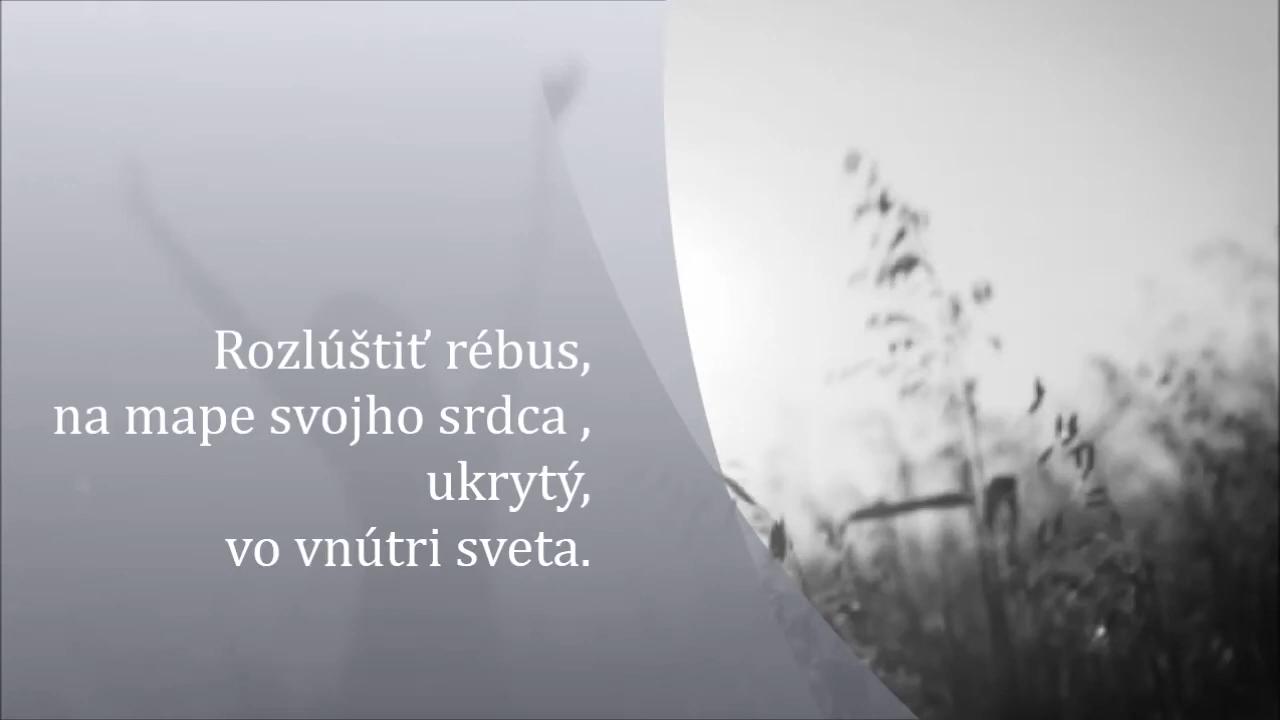 Rozlúštiť rébus,
na mape svojho srdca ,
ukrytý,
vo vnútri sveta.